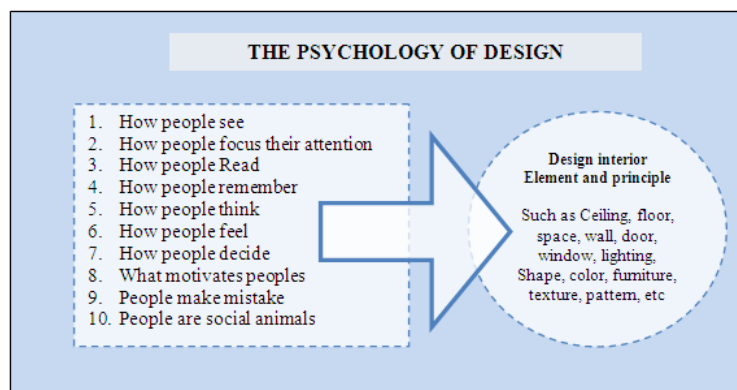 THE PSYCHOLOGY OF DESIGN
1. How people see
2. How people focus their attention
3. How people Read
4. How people remember
5. How people think
6. How people feel
7. How people decide
8. What motivates peoples
9. People make mistake
10. People are social animals
Design interior
Element and principle
Such as Ceiling, floor,
space, wall, door,
window, lighting,
Shape, color, furniture,
texture, pattern, etc